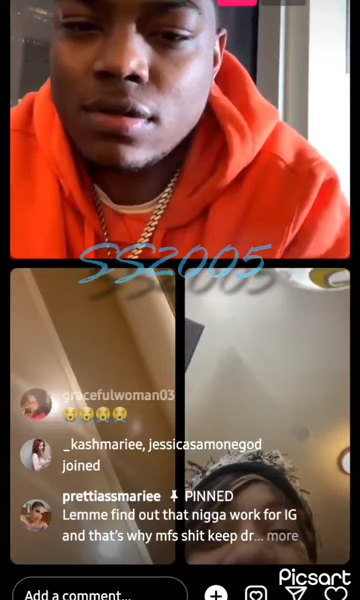 SS2005
gracefulwoman03
😭😭😭😭
_kashmariee, jessicasamonegod
joined
prettiassmariee PINNED
Lemme find out that nigga work for IG
and that's why mfs shit keep dr... more
Picsart
Add a comment...